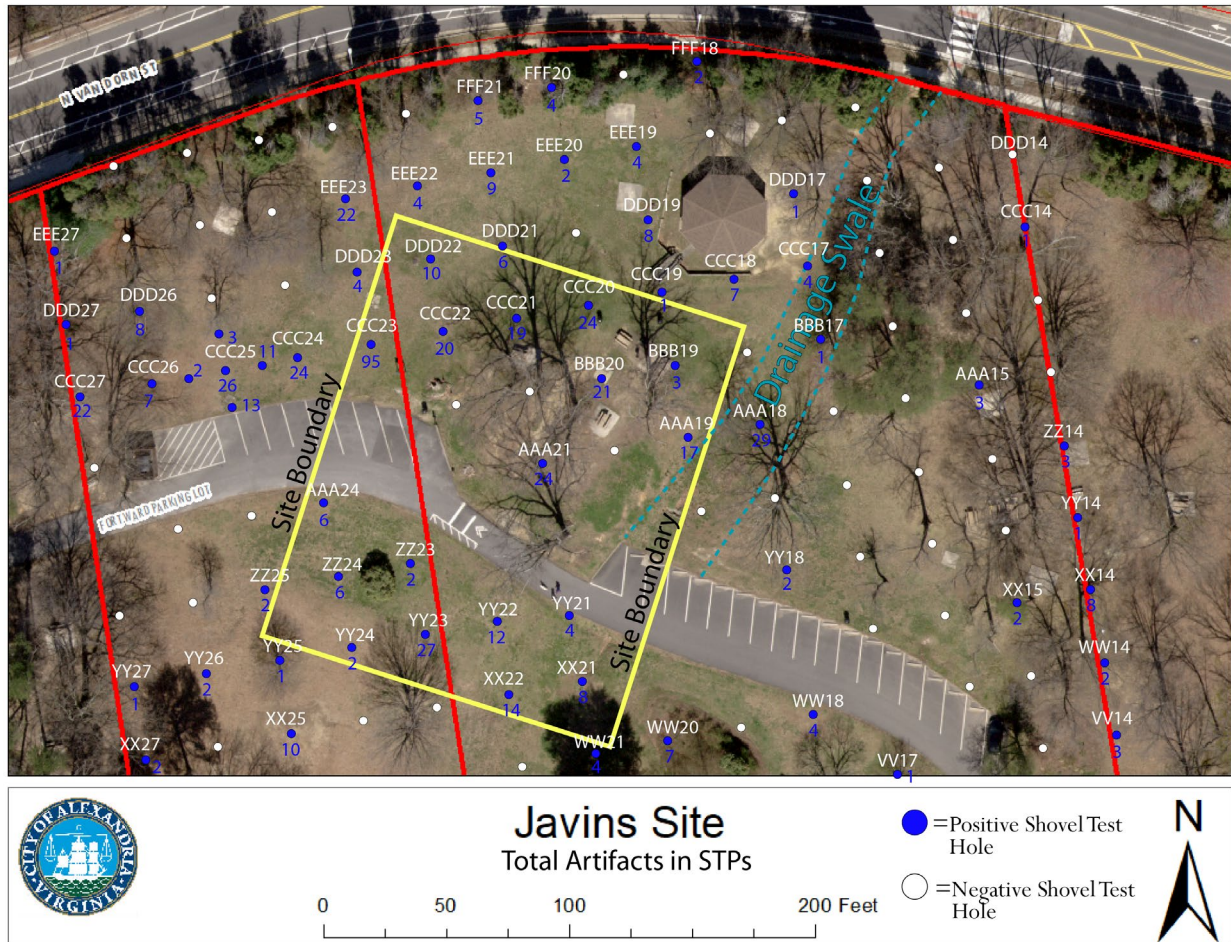 N VAN DORN ST
FFF18
2
FFF20
4
FFF21
5
EEE19
4
EEE20
2
EEE21
9
EEE22
4
EEE23
22
DDD14
DDD17
1
DDD19
8
CCC14
1
EEE27
1
DDD21
6
DDD22
10
DDD23
4
CCC17
4
CCC18
7
CCC19
1
CCC20
24
CCC21
19
CCC22
20
CCC23
95
DDD26
8
DDD27
1
3
CCC24
24
11
CCC25
26
2
CCC26
7
CCC27
22
13
Drainage Swale
BBB17
1
BBB19
3
BBB20
21
AAA15
3
AAA18
29
AAA19
17
AAA21
24
ZZ14
3
Site Boundary
FORT WARD PARKING LOT
AAA24
6
YY14
1
ZZ23
2
ZZ24
6
ZZ25
2
YY18
2
XX14
8
XX15
2
Site Boundary
YY21
4
YY22
12
YY23
27
YY24
2
YY25
1
YY26
2
YY27
1
WW14
2
XX21
8
XX22
14
XX25
10
XX27
2
WW18
4
WW20
7
WW21
4
VV14
3
VV17
1
CITY OF ALEXANDRIA
VIRGINIA
Javins Site
Total Artifacts in STPs
0 50 100 200 Feet
=Positive Shovel Test
Hole
=Negative Shovel Test
Hole
N